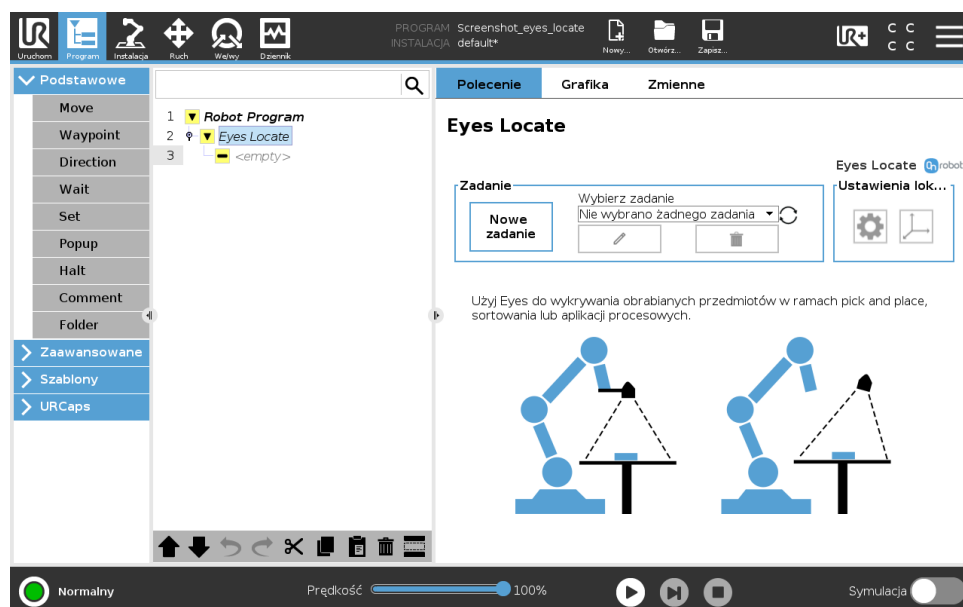 PROGRAM Screenshot_eyes_locate
INSTALACJA default*
Uruchom Program Instalacja Ruch We/wy Dziennik Nowy... Otwórz... Zapisz...
UR+ C C
C C
Podstawowe
Move
Waypoint
Direction
Wait
Set
Popup
Halt
Comment
Folder
Zaawansowane
Szablony
URCaps
1 Robot Program
2 Eyes Locate
3 <empty>
Polecenie Grafika Zmienne
Eyes Locate
Eyes Locate On robot
Zadanie
Nowe
zadanie
Wybierz zadanie
Nie wybrano żadnego zadania
Ustawienia lok...
Użyj Eyes do wykrywania obrabianych przedmiotów w ramach pick and place,
sortowania lub aplikacji procesowych.
Normalny Prędkość 100% Symulacja